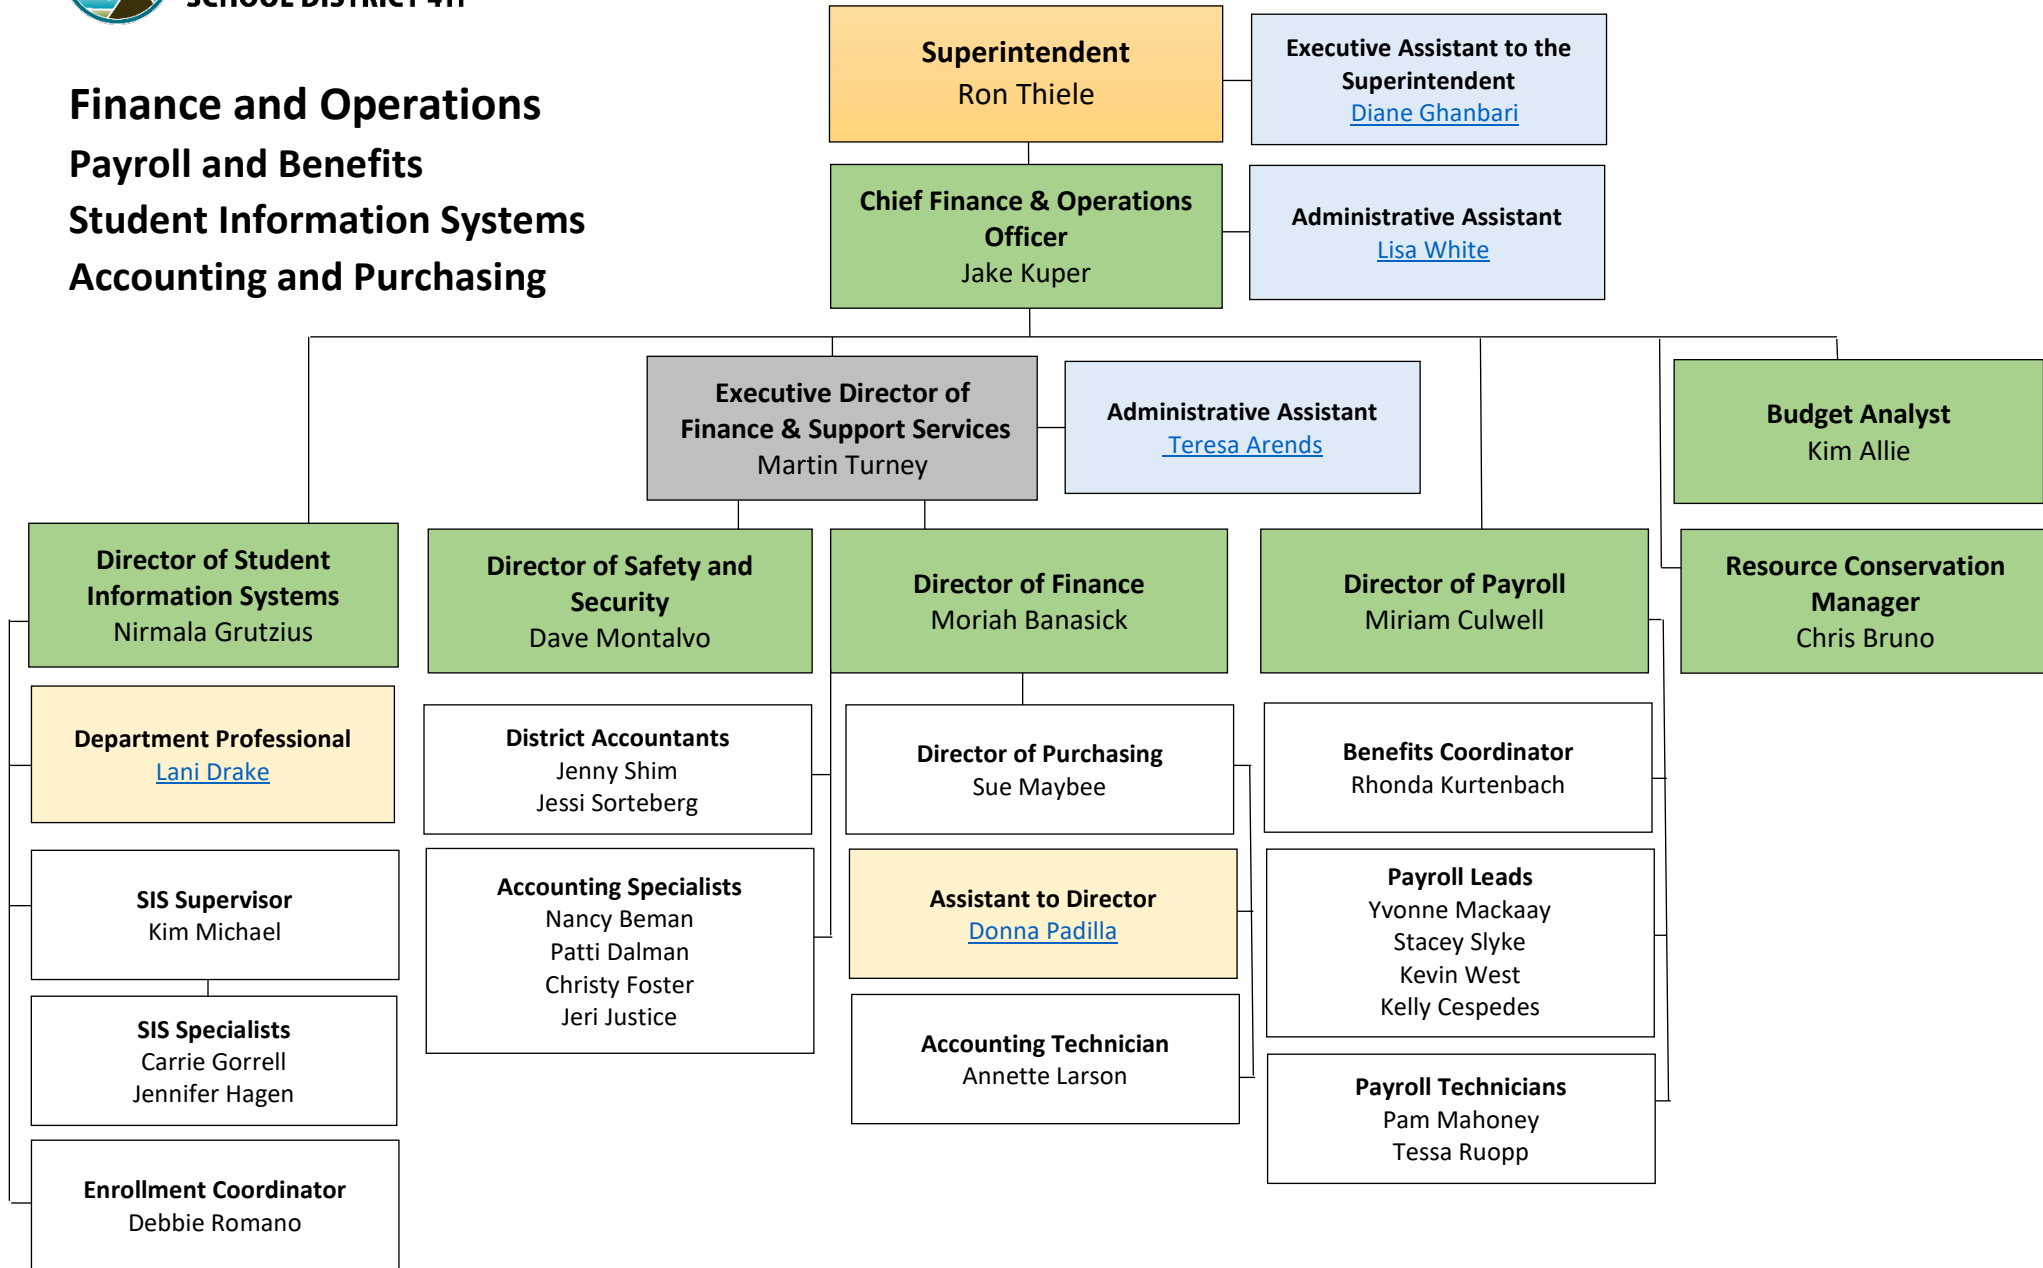 SCHOOL DISTRICT 411
Finance and Operations
Payroll and Benefits
Student Information Systems
Accounting and Purchasing
Superintendent
Ron Thiele
Executive Assistant to the
Superintendent
Diane Ghanbari
Chief Finance & Operations
Officer
Jake Kuper
Administrative Assistant
Lisa White
Executive Director of
Finance & Support Services
Martin Turney
Administrative Assistant
Teresa Arends
Budget Analyst
Kim Allie
Director of Student
Information Systems
Nirmala Grutzius
Director of Safety and
Security
Dave Montalvo
Director of Finance
Moriah Banasick
Director of Payroll
Miriam Culwell
Resource Conservation
Manager
Chris Bruno
Department Professional
Lani Drake
SIS Supervisor
Kim Michael
SIS Specialists
Carrie Gorrell
Jennifer Hagen
Enrollment Coordinator
Debbie Romano
District Accountants
Jenny Shim
Jessi Sorteberg
Accounting Specialists
Nancy Beman
Patti Dalman
Christy Foster
Jeri Justice
Director of Purchasing
Sue Maybee
Assistant to Director
Donna Padilla
Accounting Technician
Annette Larson
Benefits Coordinator
Rhonda Kurtenbach
Payroll Leads
Yvonne Mackaay
Stacey Slyke
Kevin West
Kelly Cespedes
Payroll Technicians
Pam Mahoney
Tessa Ruopp